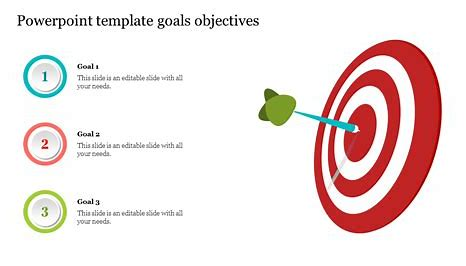 Powerpoint template goals objectives
1
Goal 1
This slide is an editable slide with all
your needs.
2
Goal 2
This slide is an editable slide with all
your needs.
3
Goal 3
This slide is an editable slide with all
your needs.